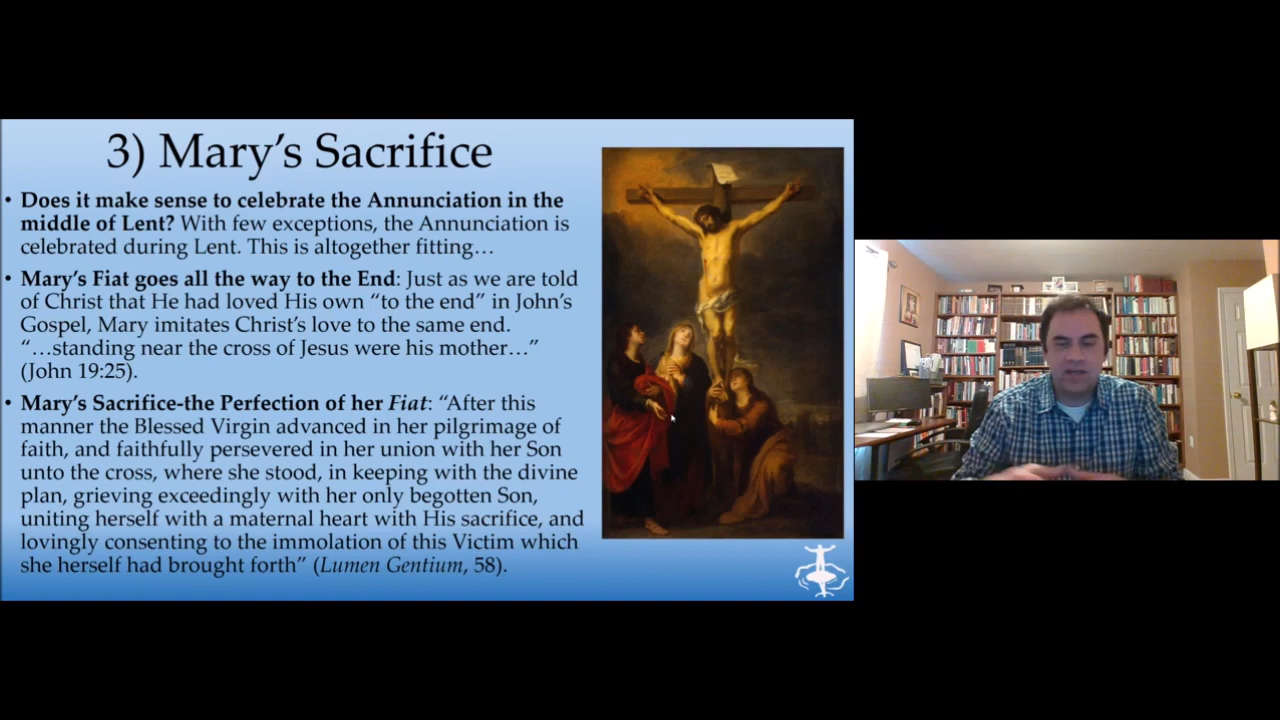 3) Mary’s Sacrifice
• Does it make sense to celebrate the Annunciation in the
middle of Lent? With few exceptions, the Annunciation is
celebrated during Lent. This is altogether fitting…
• Mary’s Fiat goes all the way to the End: Just as we are told
of Christ that He had loved His own “to the end” in John’s
Gospel, Mary imitates Christ’s love to the same end.
“…standing near the cross of Jesus were his mother…”
(John 19:25).
• Mary’s Sacrifice-the Perfection of her Fiat: “After this
manner the Blessed Virgin advanced in her pilgrimage of
faith, and faithfully persevered in her union with her Son
unto the cross, where she stood, in keeping with the divine
plan, grieving exceedingly with her only begotten Son,
uniting herself with a maternal heart with His sacrifice, and
lovingly consenting to the immolation of this Victim which
she herself had brought forth” (Lumen Gentium, 58).